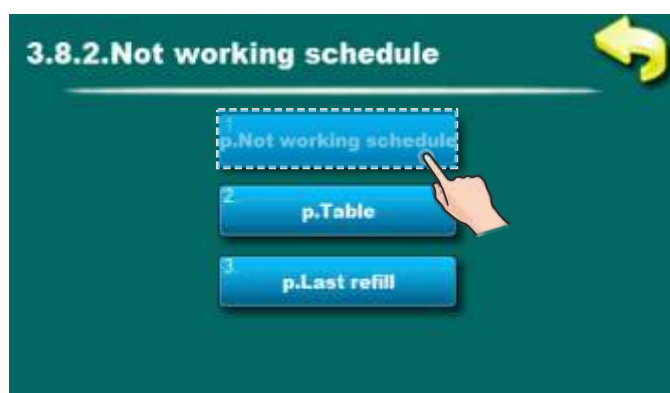 3.8.2.Not working schedule
1
p.Not working schedule
2
p.Table
3
p.Last refill